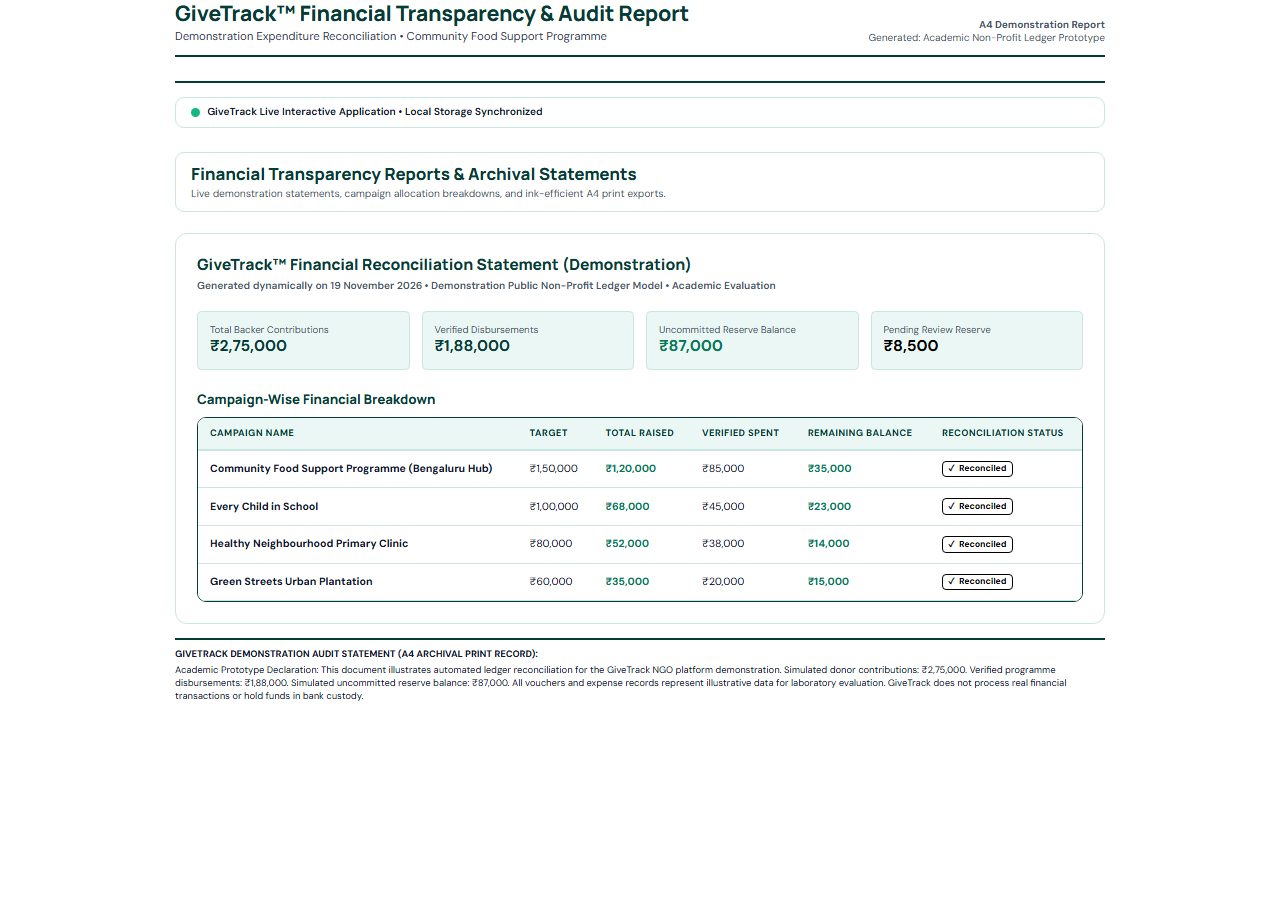 GiveTrack™ Financial Transparency & Audit Report
Demonstration Expenditure Reconciliation • Community Food Support Programme
A4 Demonstration Report
Generated: Academic Non-Profit Ledger Prototype
GiveTrack Live Interactive Application • Local Storage Synchronized
Financial Transparency Reports & Archival Statements
Live demonstration statements, campaign allocation breakdowns, and ink-efficient A4 print exports.
GiveTrack™ Financial Reconciliation Statement (Demonstration)
Generated dynamically on 19 November 2026 • Demonstration Public Non-Profit Ledger Model • Academic Evaluation
Total Backer Contributions
₹2,75,000
Verified Disbursements
₹1,88,000
Uncommitted Reserve Balance
₹87,000
Pending Review Reserve
₹8,500
Campaign-Wise Financial Breakdown
CAMPAIGN NAME TARGET TOTAL RAISED VERIFIED SPENT REMAINING BALANCE RECONCILIATION STATUS
Community Food Support Programme (Bengaluru Hub) ₹1,50,000 ₹1,20,000 ₹85,000 ₹35,000 ✓ Reconciled
Every Child in School ₹1,00,000 ₹68,000 ₹45,000 ₹23,000 ✓ Reconciled
Healthy Neighbourhood Primary Clinic ₹80,000 ₹52,000 ₹38,000 ₹14,000 ✓ Reconciled
Green Streets Urban Plantation ₹60,000 ₹35,000 ₹20,000 ₹15,000 ✓ Reconciled
GIVETRACK DEMONSTRATION AUDIT STATEMENT (A4 ARCHIVAL PRINT RECORD):
Academic Prototype Declaration: This document illustrates automated ledger reconciliation for the GiveTrack NGO platform demonstration. Simulated donor contributions: ₹2,75,000. Verified programme
disbursements: ₹1,88,000. Simulated uncommitted reserve balance: ₹87,000. All vouchers and expense records represent illustrative data for laboratory evaluation. GiveTrack does not process real financial
transactions or hold funds in bank custody.